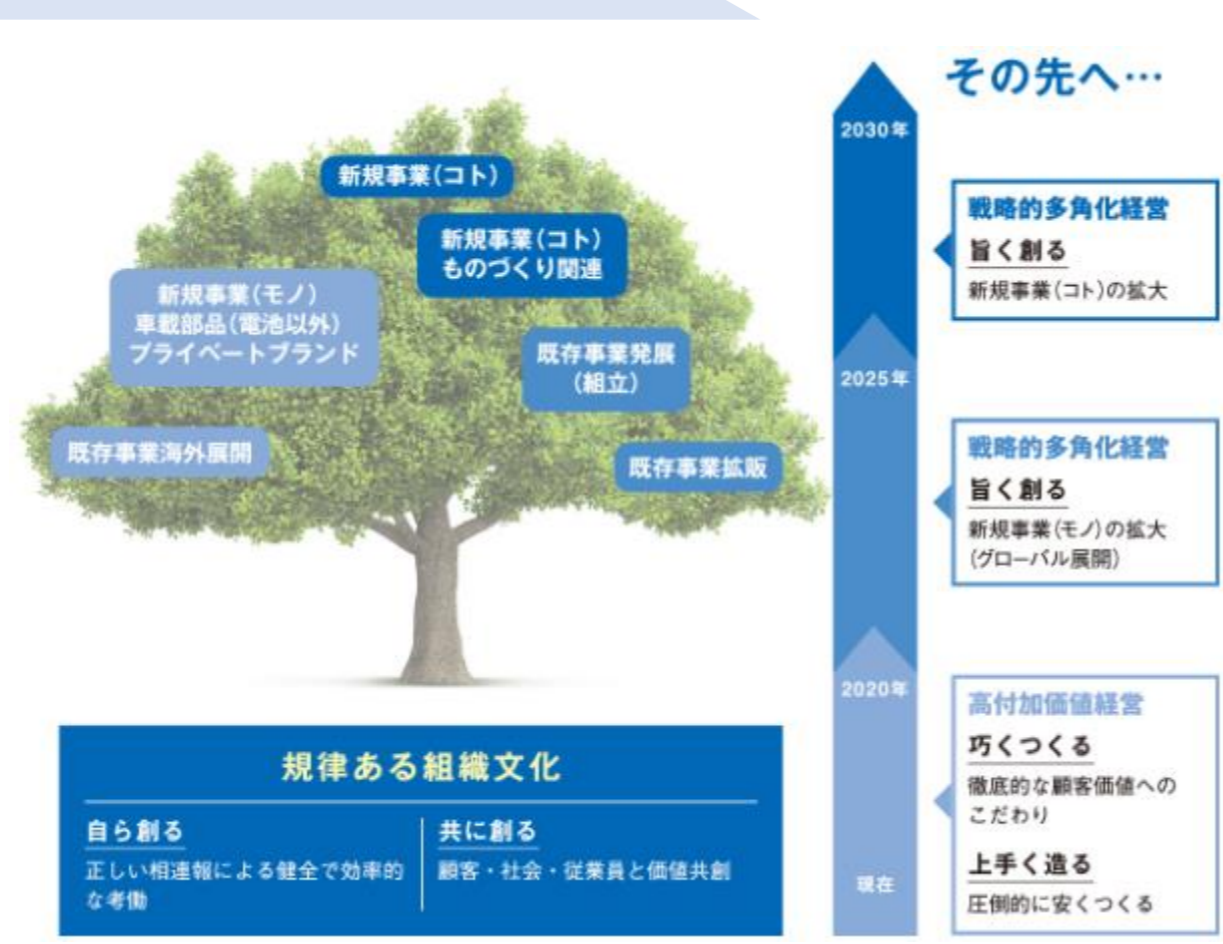 その先へ…
新規事業(コト)
新規事業(コト)
ものづくり関連
新規事業(モノ)
車載部品(電池以外)
プライベートブランド
既存事業発展
(組立)
既存事業海外展開
既存事業拡販
規律ある組織文化
自ら創る
正しい相連報による健全で効率的
な考働
共に創る
顧客・社会・従業員と価値共創
2030年
2025年
2020年
現在
戦略的多角化経営
旨く創る
新規事業(コト)の拡大
戦略的多角化経営
旨く創る
新規事業(モノ)の拡大
(グローバル展開)
高付加価値経営
巧くつくる
徹底的な顧客価値への
こだわり
上手く造る
圧倒的に安くつくる